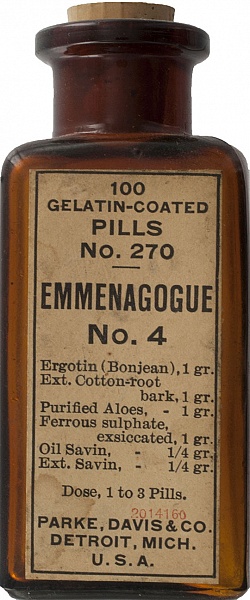 100
GELATIN-COATED
PILLS
No. 270
EMMENAGOGUE
No. 4
Ergotin (Bonjean), 1 gr.
Ext. Cotton-root
bark, 1 gr.
Purified Aloes, - 1 gr.
Ferrous sulphate,
exsiccated, 1 gr.
Oil Savin, - 1/4 gr.
Ext. Savin, - 1/4 gr.
Dose, 1 to 3 Pills.
2014160
PARKE, DAVIS & CO.
DETROIT, MICH.
U. S. A.